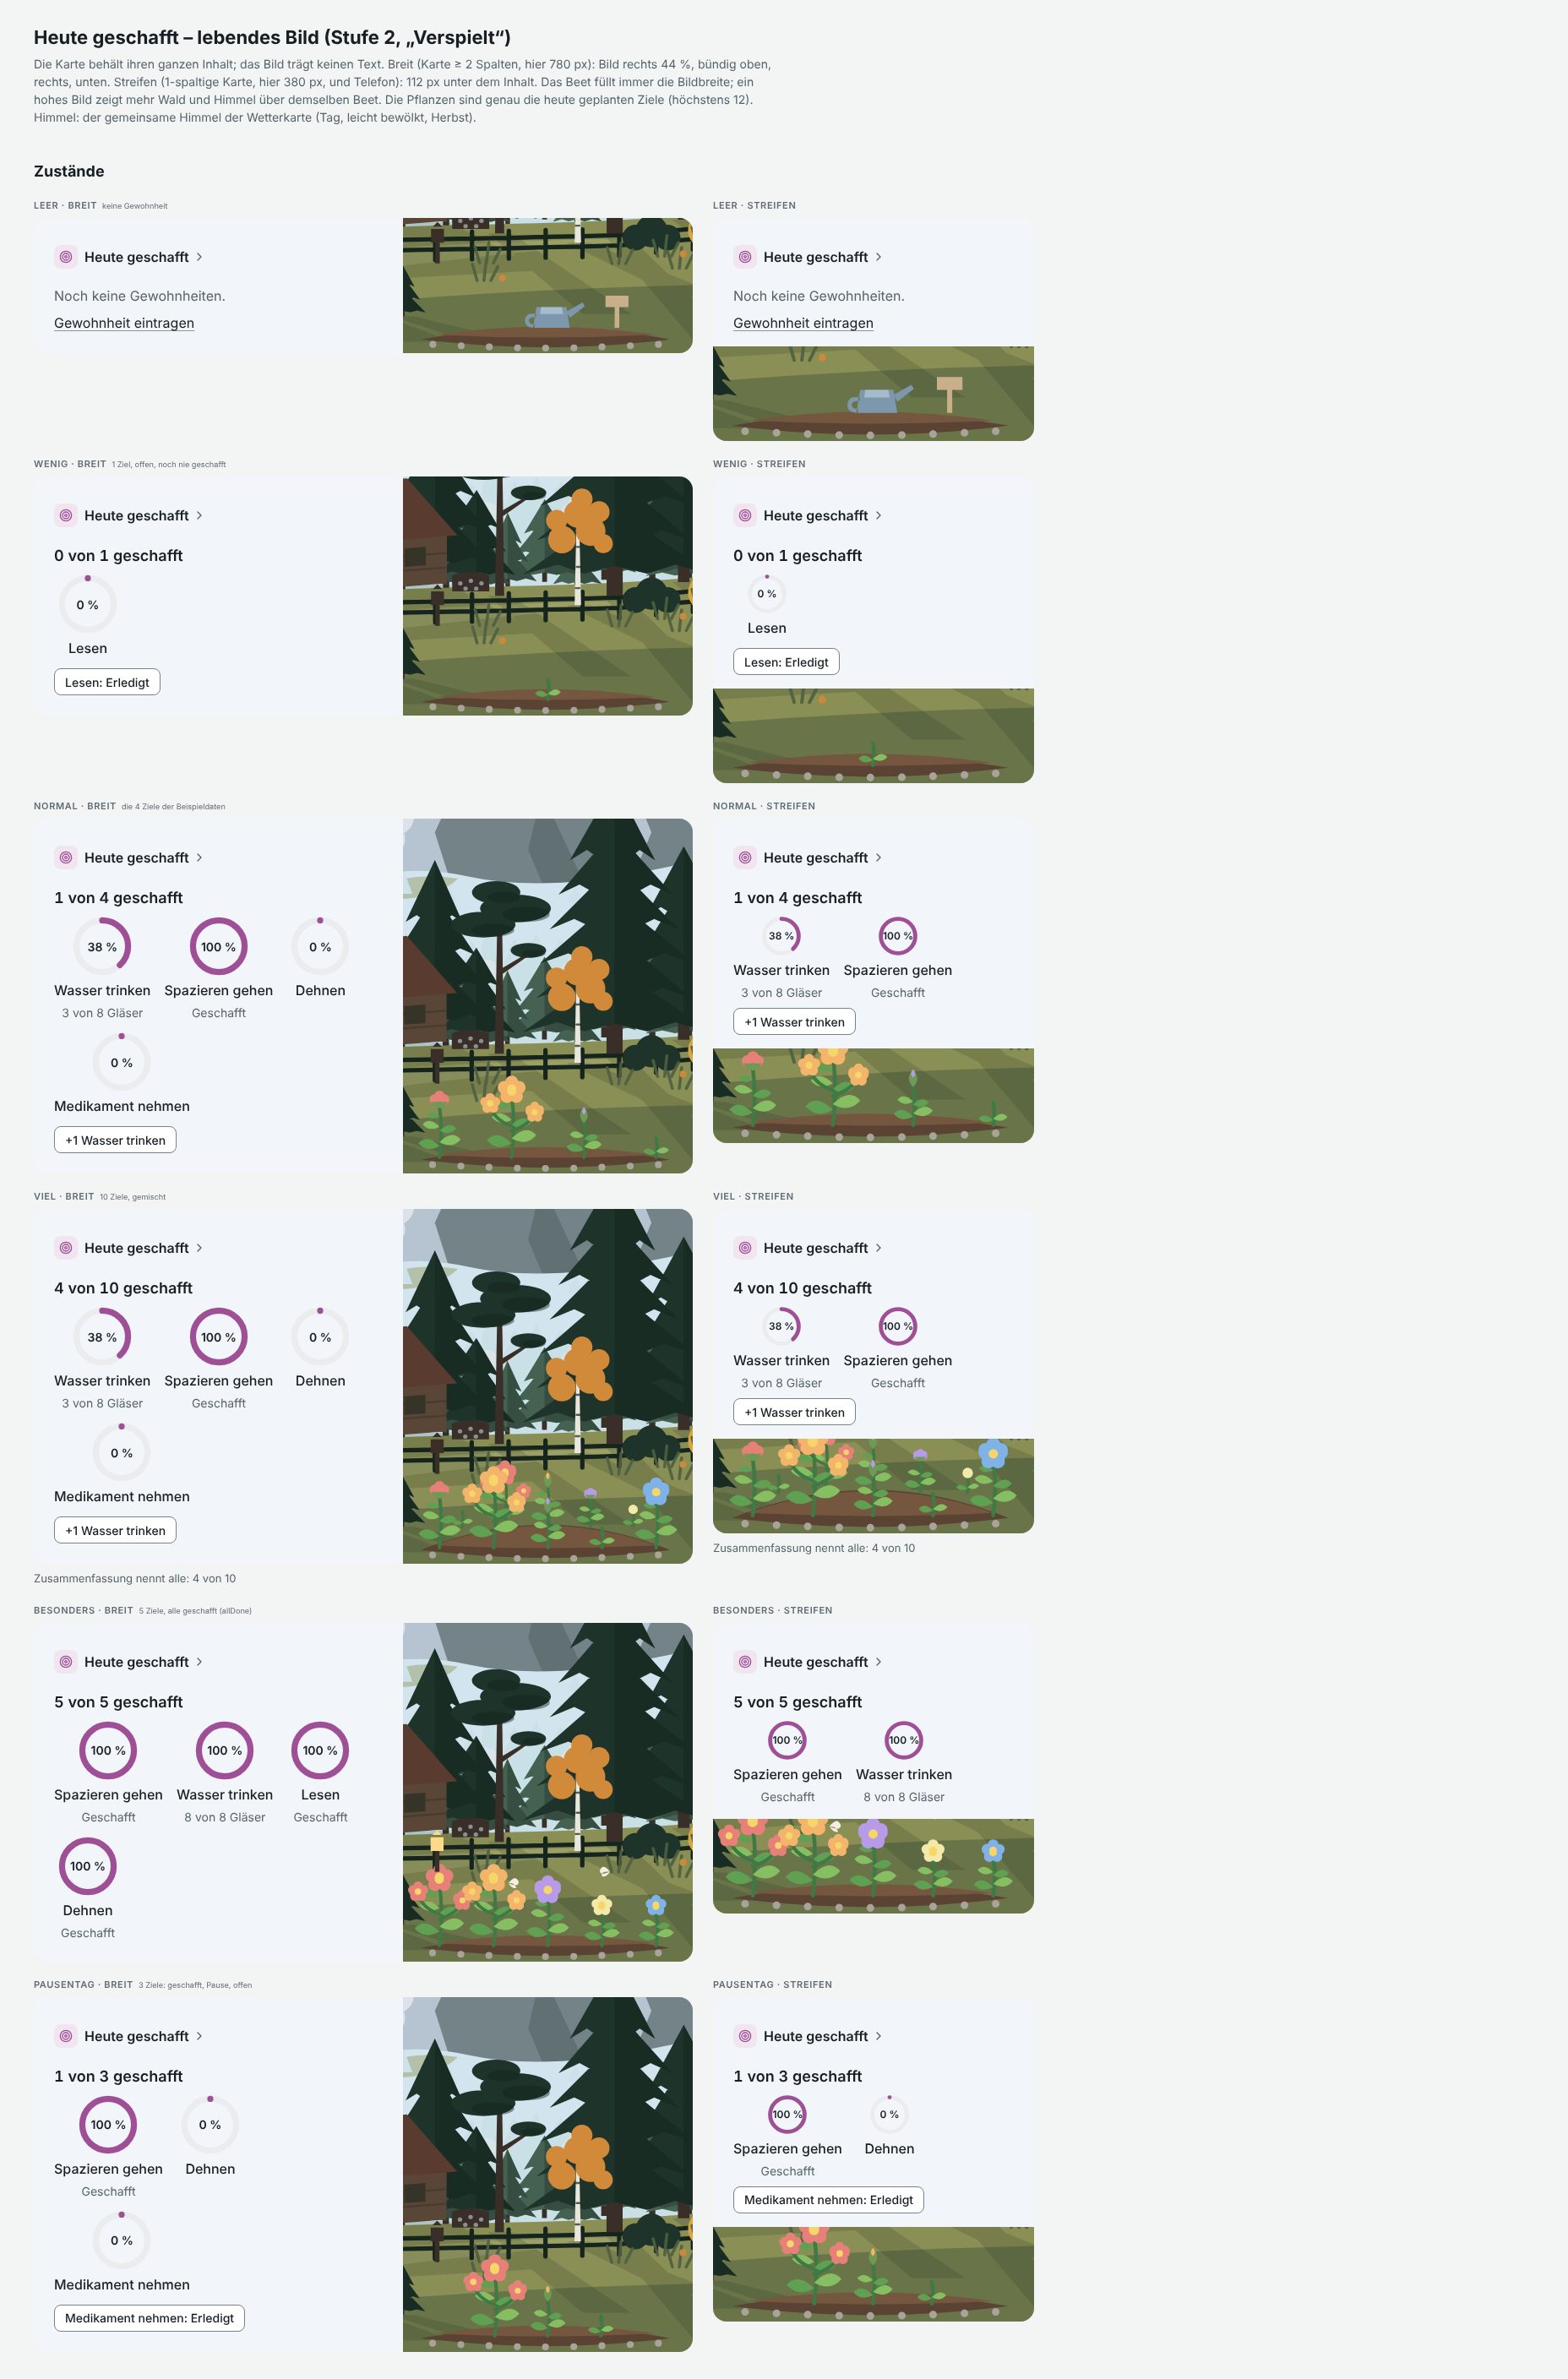 Heute geschafft – lebendes Bild (Stufe 2, „Verspielt“)
Die Karte behält ihren ganzen Inhalt; das Bild trägt keinen Text. Breit (Karte ≥ 2 Spalten, hier 780 px): Bild rechts 44 %, bündig oben,
rechts, unten. Streifen (1-spaltige Karte, hier 380 px, und Telefon): 112 px unter dem Inhalt. Das Beet füllt immer die Bildbreite; ein
hohes Bild zeigt mehr Wald und Himmel über demselben Beet. Die Pflanzen sind genau die heute geplanten Ziele (höchstens 12).
Himmel: der gemeinsame Himmel der Wetterkarte (Tag, leicht bewölkt, Herbst).
Zustände
LEER · BREIT keine Gewohnheit
Heute geschafft
Noch keine Gewohnheiten.
Gewohnheit eintragen
LEER · STREIFEN
Heute geschafft
Noch keine Gewohnheiten.
Gewohnheit eintragen
WENIG · BREIT 1 Ziel, offen, noch nie geschafft
Heute geschafft
0 von 1 geschafft
0 %
Lesen
Lesen: Erledigt
WENIG · STREIFEN
Heute geschafft
0 von 1 geschafft
0 %
Lesen
Lesen: Erledigt
NORMAL · BREIT die 4 Ziele der Beispieldaten
Heute geschafft
1 von 4 geschafft
38 % 100 % 0 %
Wasser trinken Spazieren gehen Dehnen
3 von 8 Gläser Geschafft
0 %
Medikament nehmen
+1 Wasser trinken
NORMAL · STREIFEN
Heute geschafft
1 von 4 geschafft
38 % 100 %
Wasser trinken Spazieren gehen
3 von 8 Gläser Geschafft
+1 Wasser trinken
VIEL · BREIT 10 Ziele, gemischt
Heute geschafft
4 von 10 geschafft
38 % 100 % 0 %
Wasser trinken Spazieren gehen Dehnen
3 von 8 Gläser Geschafft
0 %
Medikament nehmen
+1 Wasser trinken
Zusammenfassung nennt alle: 4 von 10
VIEL · STREIFEN
Heute geschafft
4 von 10 geschafft
38 % 100 %
Wasser trinken Spazieren gehen
3 von 8 Gläser Geschafft
+1 Wasser trinken
Zusammenfassung nennt alle: 4 von 10
BESONDERS · BREIT 5 Ziele, alle geschafft (allDone)
Heute geschafft
5 von 5 geschafft
100 % 100 % 100 %
Spazieren gehen Wasser trinken Lesen
Geschafft 8 von 8 Gläser Geschafft
100 %
Dehnen
Geschafft
BESONDERS · STREIFEN
Heute geschafft
5 von 5 geschafft
100 % 100 %
Spazieren gehen Wasser trinken
Geschafft 8 von 8 Gläser
PAUSENTAG · BREIT 3 Ziele: geschafft, Pause, offen
Heute geschafft
1 von 3 geschafft
100 % 0 %
Spazieren gehen Dehnen
Geschafft
0 %
Medikament nehmen
Medikament nehmen: Erledigt
PAUSENTAG · STREIFEN
Heute geschafft
1 von 3 geschafft
100 % 0 %
Spazieren gehen Dehnen
Geschafft
Medikament nehmen: Erledigt